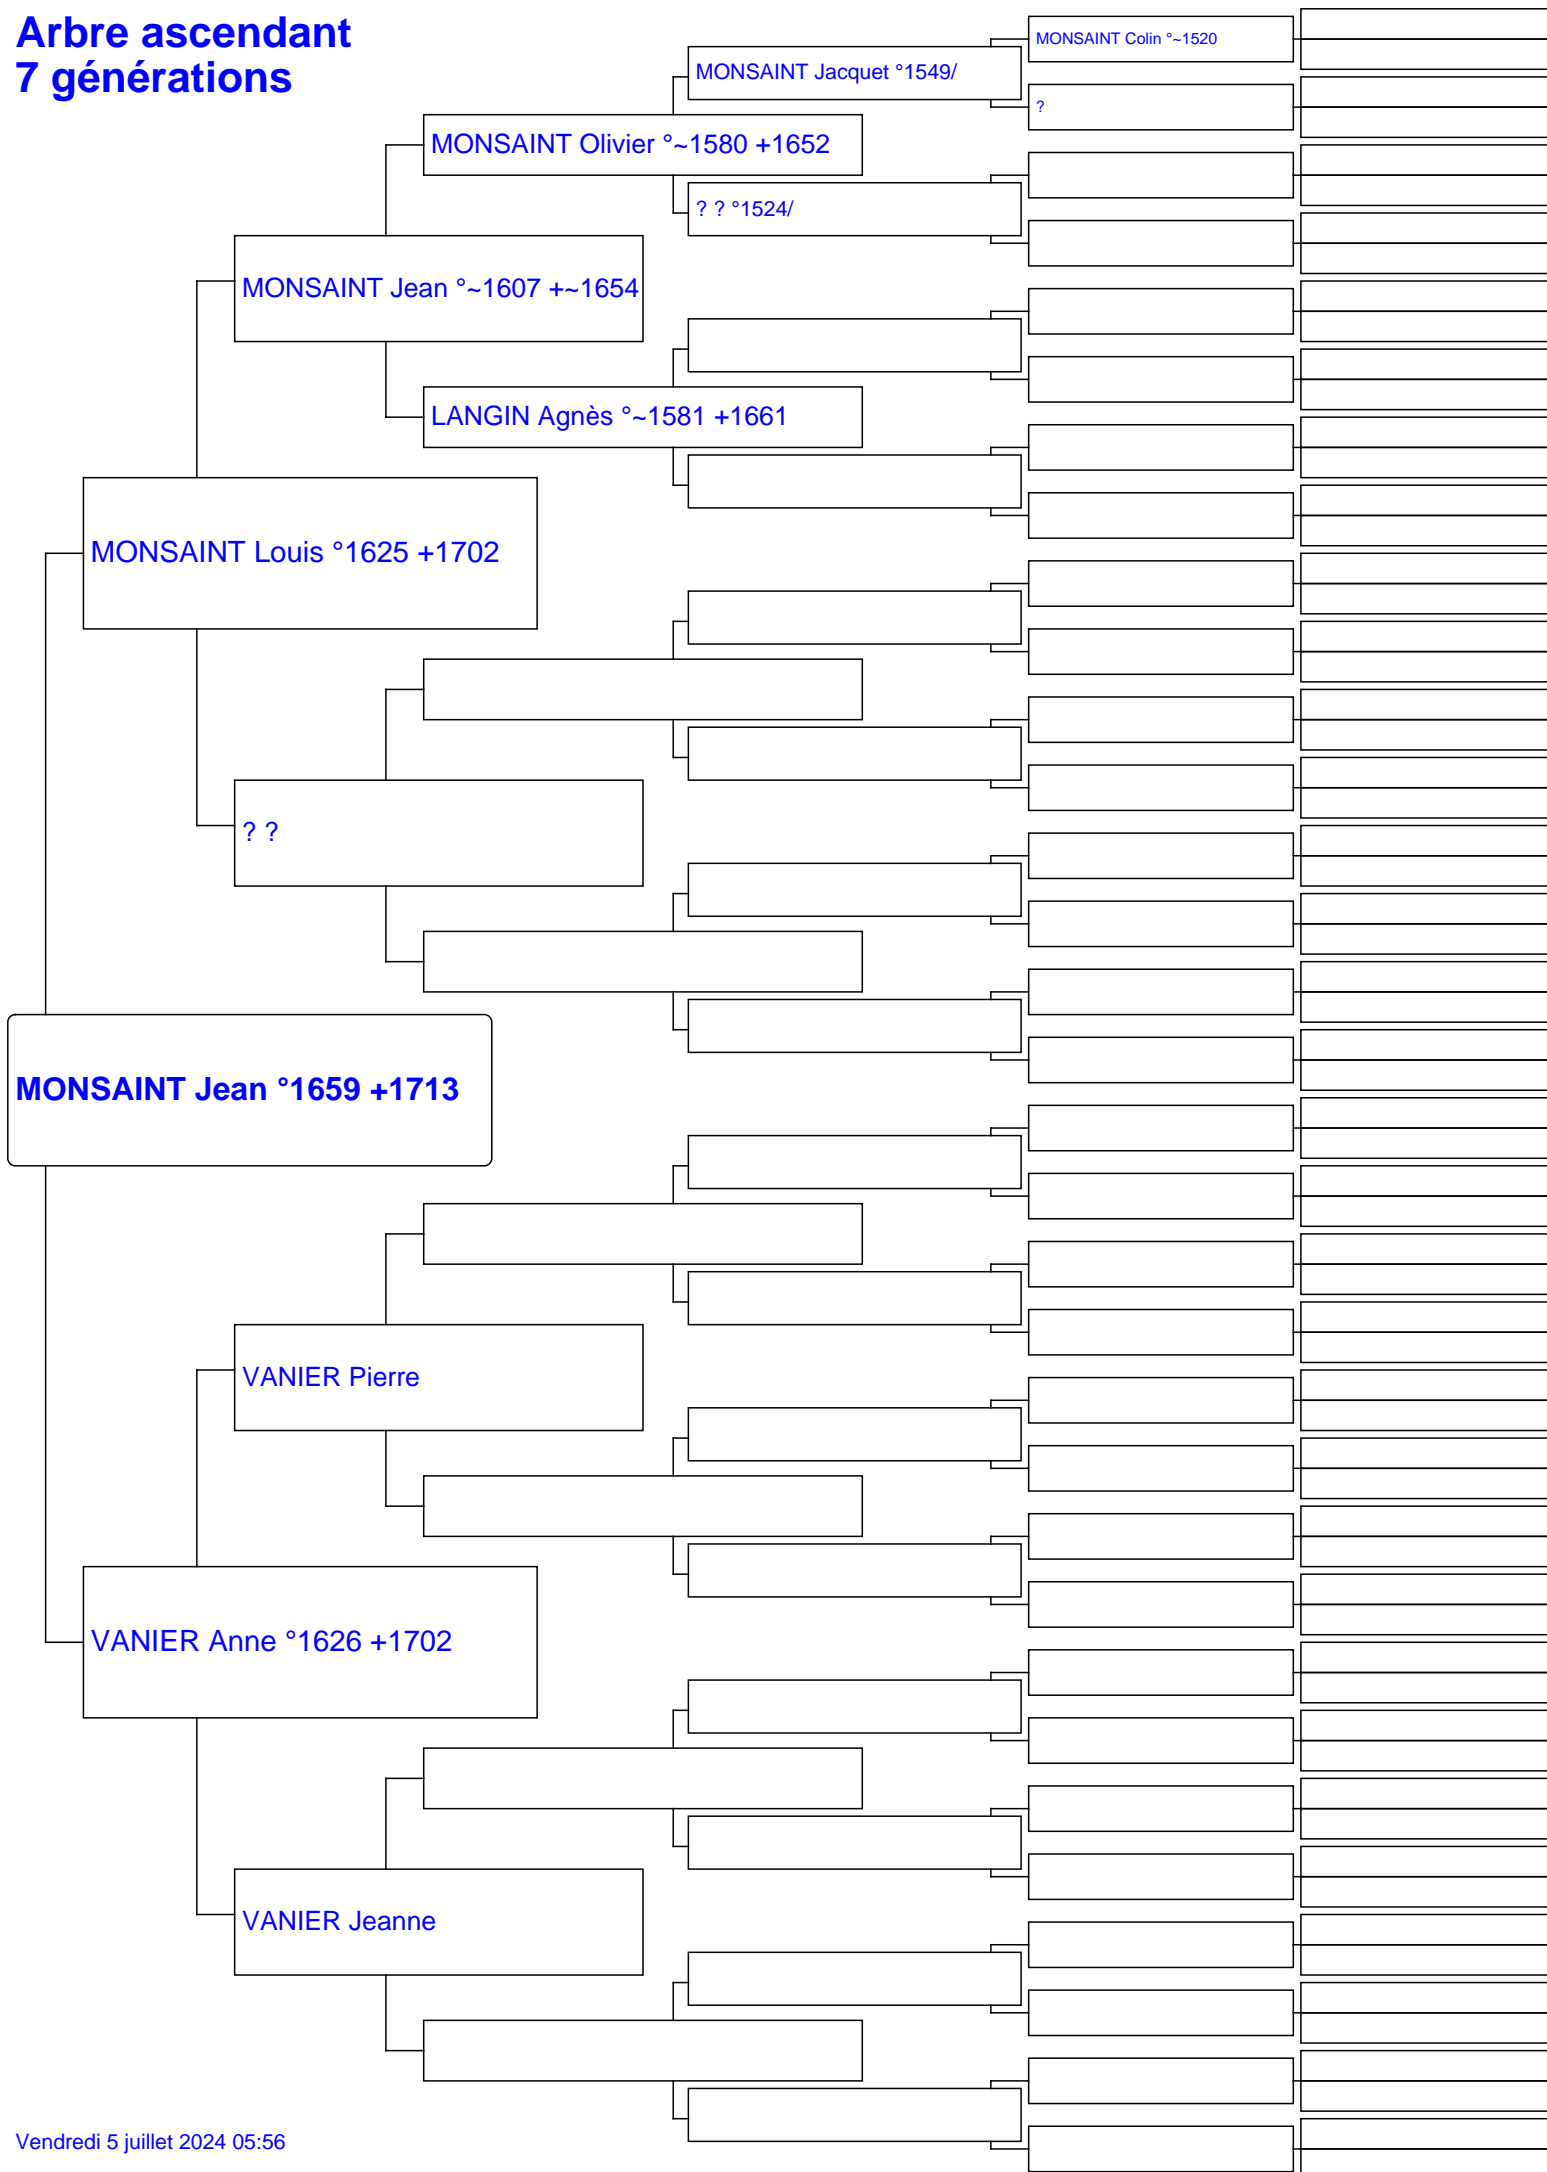 Arbre ascendant
7 générations
MONSAINT Colin °~1520
MONSAINT Jacquet °1549/
?
MONSAINT Olivier °~1580 +1652
? ? °1524/
MONSAINT Jean °~1607 +~1654
LANGIN Agnès °~1581 +1661
MONSAINT Louis °1625 +1702
? ?
MONSAINT Jean °1659 +1713
VANIER Pierre
VANIER Anne °1626 +1702
VANIER Jeanne
Vendredi 5 juillet 2024 05:56